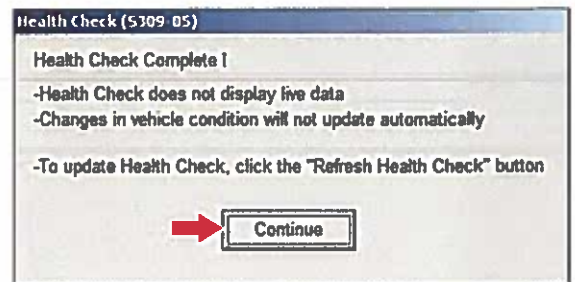 Health Check (S309-05)
Health Check Complete !
-Health Check does not display live data
-Changes in vehicle condition will not update automatically
-To update Health Check, click the "Refresh Health Check" button
Continue